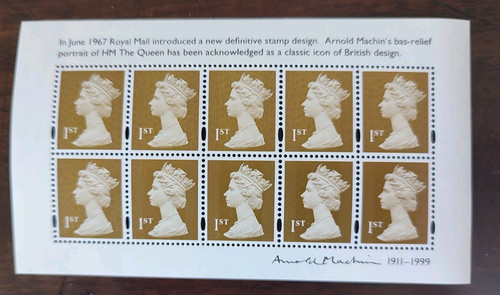 In June 1967 Royal Mail introduced a new definitive stamp design. Arnold Machin's bas-relief
portrait of HM The Queen has been acknowledged as a classic icon of British design.
1ST 1ST 1ST 1ST 1ST
1ST 1ST 1ST 1ST 1ST
Arnold Machin 1911–1999